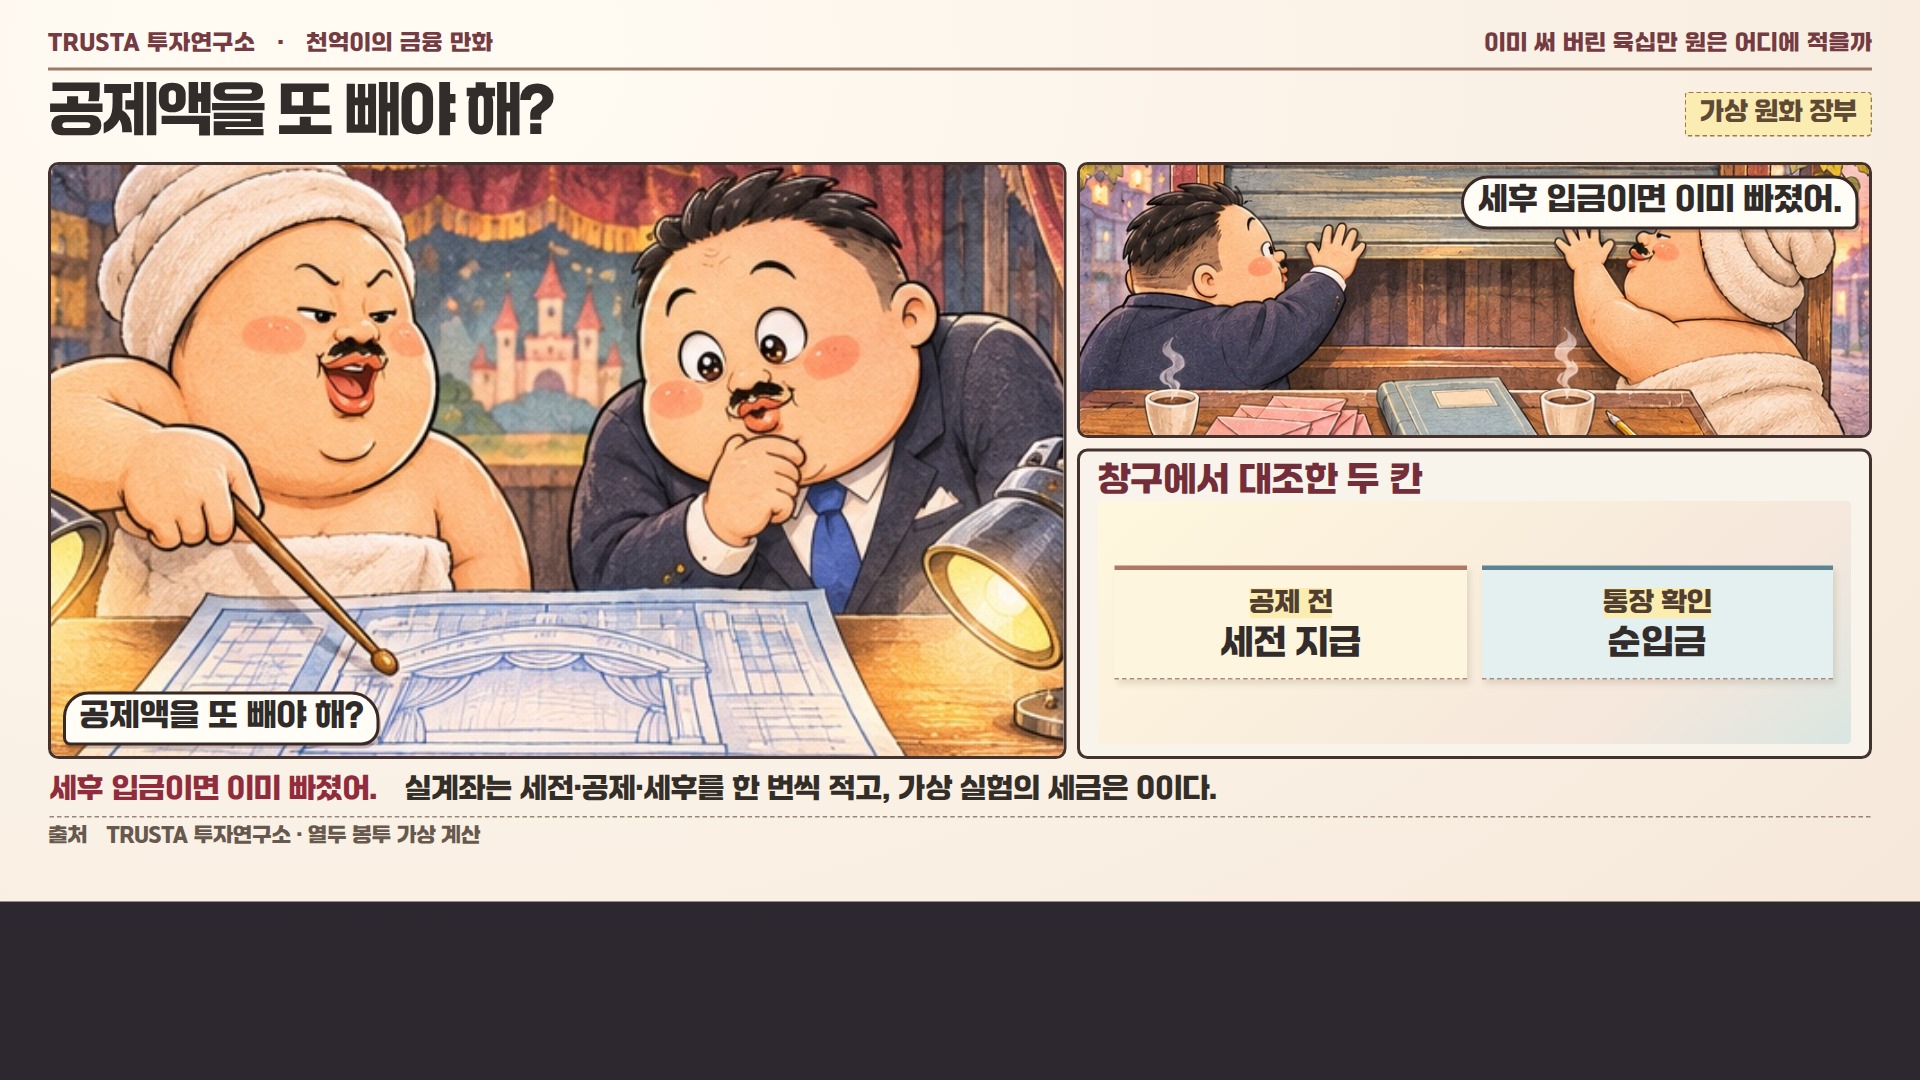 TRUSTA 투자연구소 · 천억이의 금융 만화
이미 써 버린 육십만 원은 어디에 적을까
공제액을 또 빼야 해?
가상 원화 장부
세후 입금이면 이미 빠졌어.
공제액을 또 빼야 해?
창구에서 대조한 두 칸
공제 전
세전 지급
통장 확인
순입금
세후 입금이면 이미 빠졌어. 실계좌는 세전·공제·세후를 한 번씩 적고, 가상 실험의 세금은 0이다.
출처 TRUSTA 투자연구소 · 열두 봉투 가상 계산